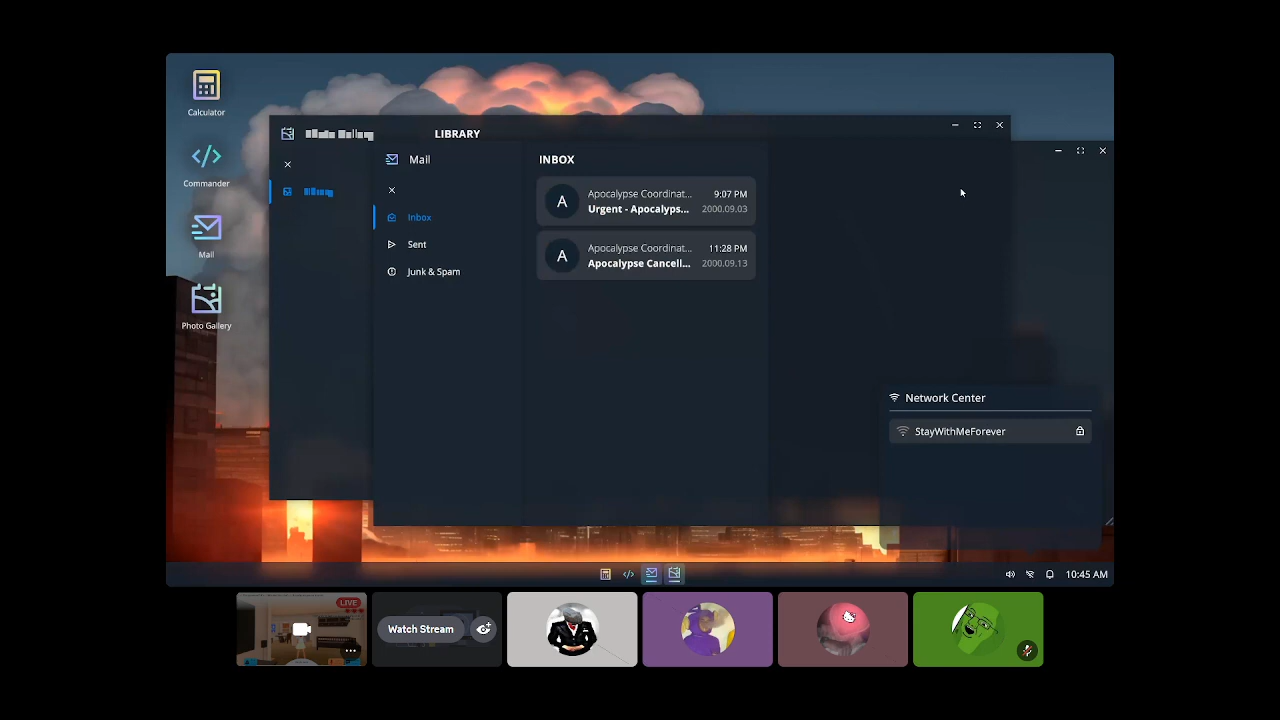 Calculator
Commander
Mail
Photo Gallery
LIBRARY
Mail
Inbox
Sent
Junk & Spam
INBOX
A
Apocalypse Coordinat... 9:07 PM
Urgent - Apocalyps... 2000.09.03
A
Apocalypse Coordinat... 11:28 PM
Apocalypse Cancell... 2000.09.13
Network Center
StayWithMeForever
10:45 AM
LIVE
Watch Stream